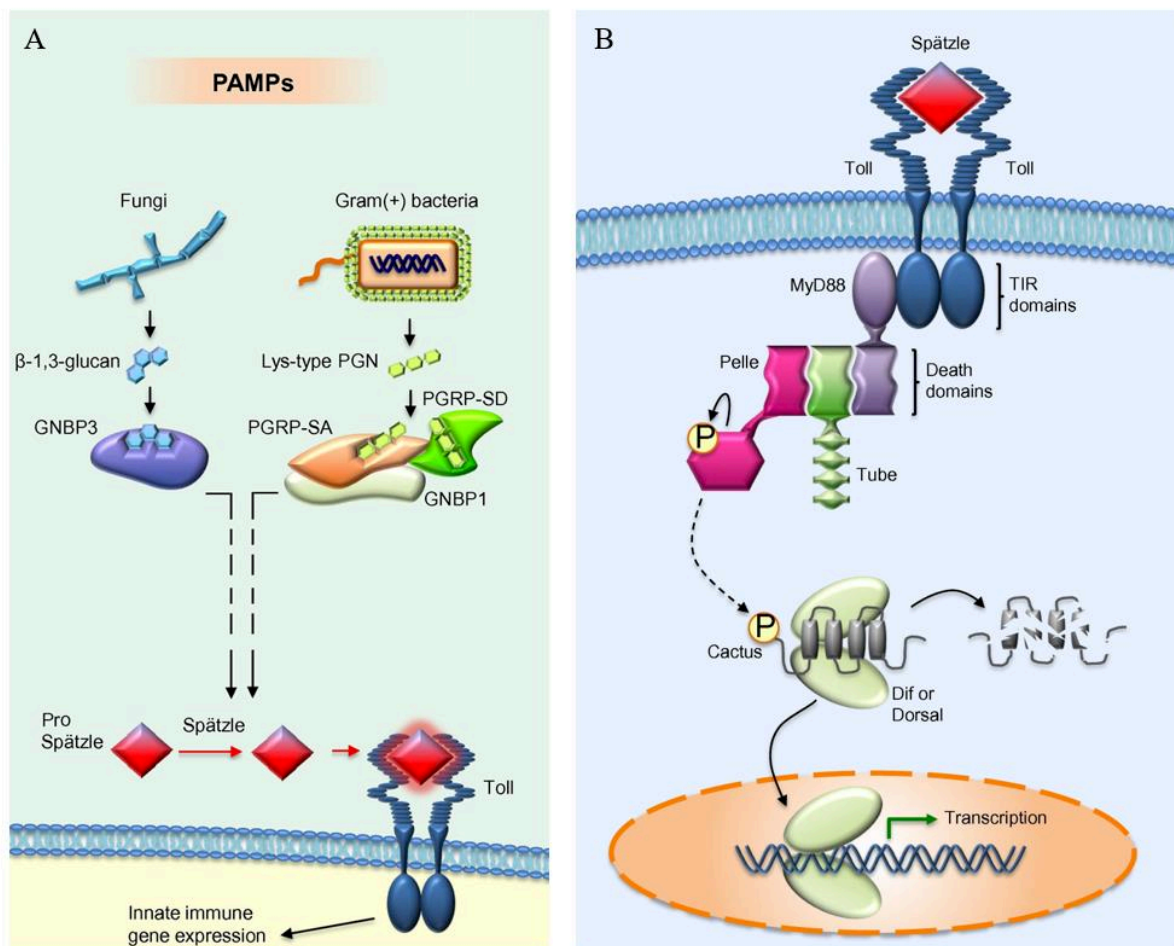 A
PAMPs
Fungi
Gram(+) bacteria
β-1,3-glucan
Lys-type PGN
PGRP-SD
GNBP3
PGRP-SA
GNBP1
Pro
Spätzle
Spätzle
Toll
Innate immune
gene expression
B
Spätzle
Toll
Toll
MyD88
TIR
domains
Pelle
Death
domains
P
Tube
P
Cactus
Dif or
Dorsal
Transcription